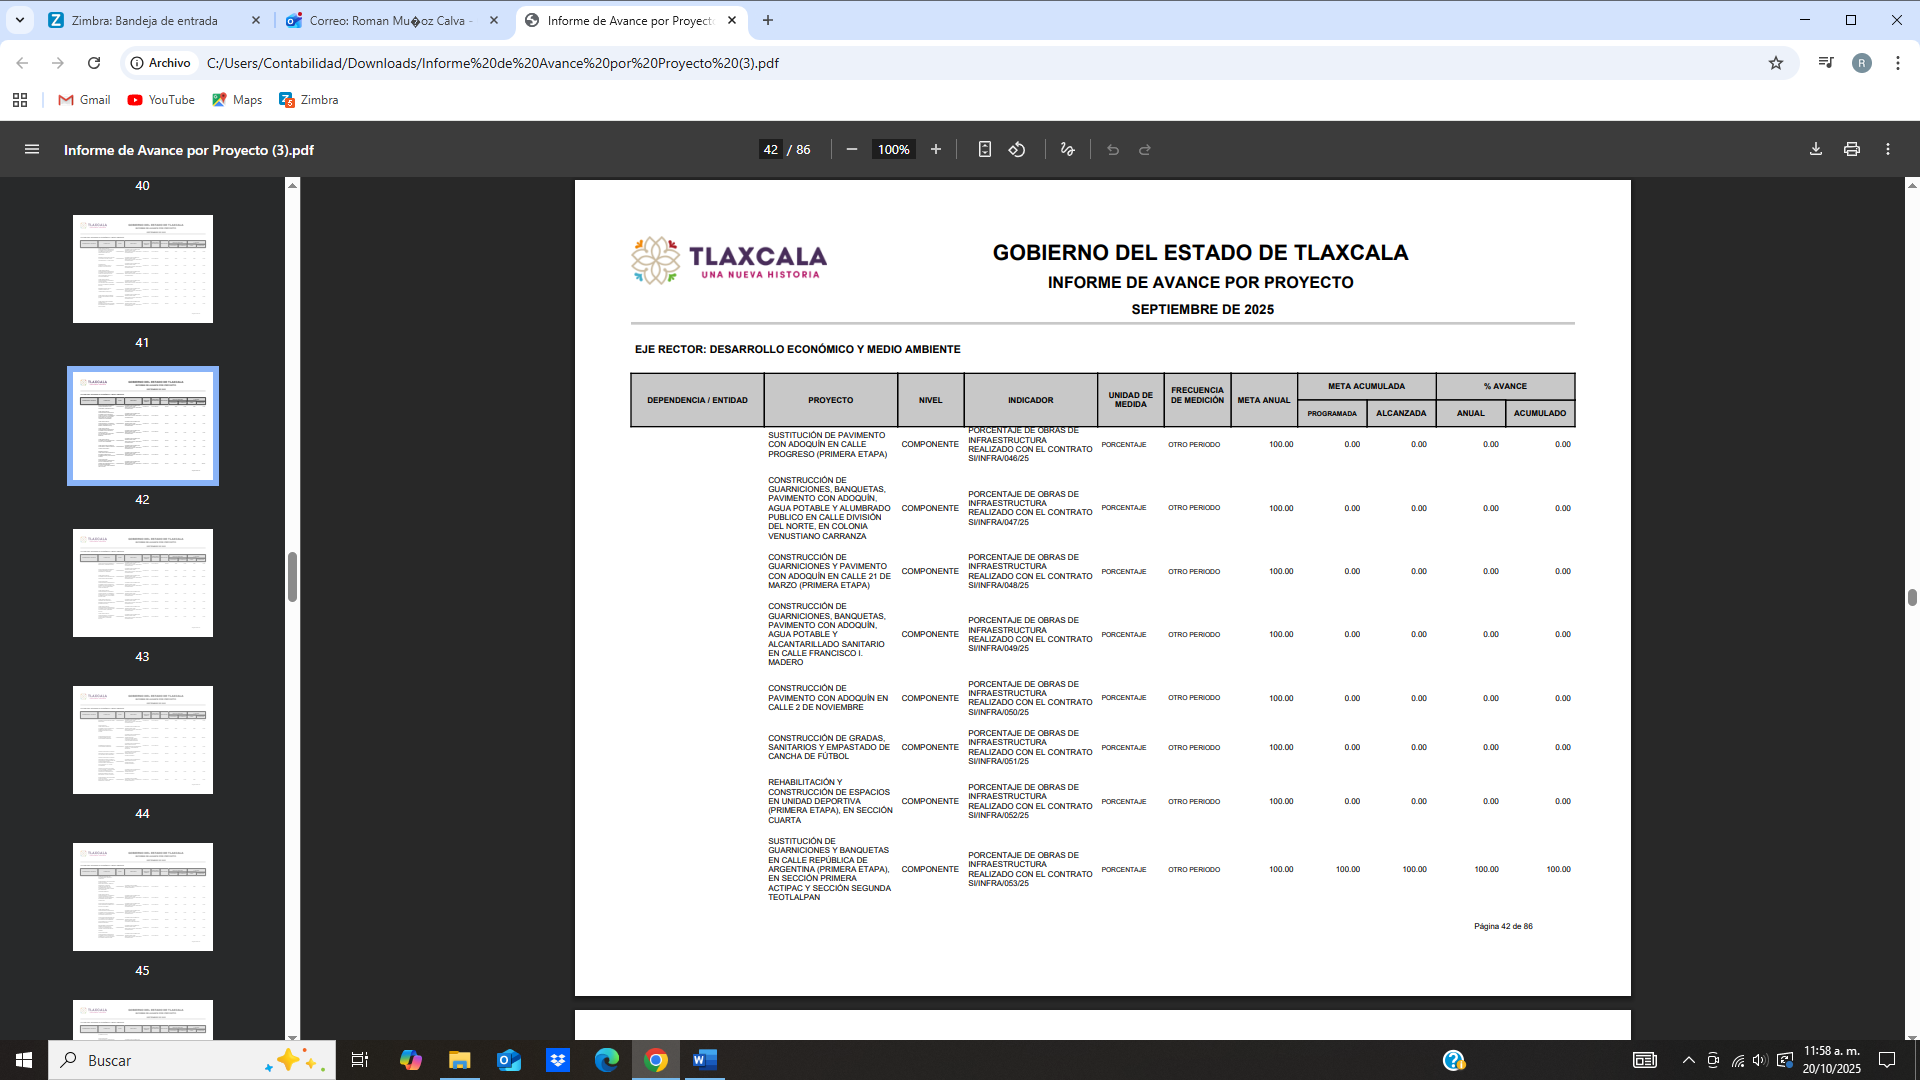 Zimbra: Bandeja de entrada
Correo: Roman Mu�oz Calva -
Informe de Avance por Proyecto
Archivo
C:/Users/Contabilidad/Downloads/Informe%20de%20Avance%20por%20Proyecto%20(3).pdf
R
Gmail
YouTube
Maps
Zimbra
Informe de Avance por Proyecto (3).pdf
42 / 86
100%
40
41
42
43
44
45
TLAXCALA
UNA NUEVA HISTORIA
GOBIERNO DEL ESTADO DE TLAXCALA
INFORME DE AVANCE POR PROYECTO
SEPTIEMBRE DE 2025
EJE RECTOR: DESARROLLO ECONÓMICO Y MEDIO AMBIENTE
DEPENDENCIA / ENTIDAD
PROYECTO
NIVEL
INDICADOR
UNIDAD DE
MEDIDA
FRECUENCIA
DE MEDICIÓN
META ANUAL
META ACUMULADA
PROGRAMADA
ALCANZADA
% AVANCE
ANUAL
ACUMULADO
SUSTITUCIÓN DE PAVIMENTO
CON ADOQUÍN EN CALLE
PROGRESO (PRIMERA ETAPA)
COMPONENTE
PORCENTAJE DE OBRAS DE
INFRAESTRUCTURA
REALIZADO CON EL CONTRATO
SI/INFRA/046/25
PORCENTAJE
OTRO PERIODO
100.00
0.00
0.00
0.00
0.00
CONSTRUCCIÓN DE
GUARNICIONES, BANQUETAS,
PAVIMENTO CON ADOQUÍN,
AGUA POTABLE Y ALUMBRADO
PUBLICO EN CALLE DIVISIÓN
DEL NORTE, EN COLONIA
VENUSTIANO CARRANZA
COMPONENTE
PORCENTAJE DE OBRAS DE
INFRAESTRUCTURA
REALIZADO CON EL CONTRATO
SI/INFRA/047/25
PORCENTAJE
OTRO PERIODO
100.00
0.00
0.00
0.00
0.00
CONSTRUCCIÓN DE
GUARNICIONES Y PAVIMENTO
CON ADOQUÍN EN CALLE 21 DE
MARZO (PRIMERA ETAPA)
COMPONENTE
PORCENTAJE DE OBRAS DE
INFRAESTRUCTURA
REALIZADO CON EL CONTRATO
SI/INFRA/048/25
PORCENTAJE
OTRO PERIODO
100.00
0.00
0.00
0.00
0.00
CONSTRUCCIÓN DE
GUARNICIONES, BANQUETAS,
PAVIMENTO CON ADOQUÍN,
AGUA POTABLE Y
ALCANTARILLADO SANITARIO
EN CALLE FRANCISCO I.
MADERO
COMPONENTE
PORCENTAJE DE OBRAS DE
INFRAESTRUCTURA
REALIZADO CON EL CONTRATO
SI/INFRA/049/25
PORCENTAJE
OTRO PERIODO
100.00
0.00
0.00
0.00
0.00
CONSTRUCCIÓN DE
PAVIMENTO CON ADOQUÍN EN
CALLE 2 DE NOVIEMBRE
COMPONENTE
PORCENTAJE DE OBRAS DE
INFRAESTRUCTURA
REALIZADO CON EL CONTRATO
SI/INFRA/050/25
PORCENTAJE
OTRO PERIODO
100.00
0.00
0.00
0.00
0.00
CONSTRUCCIÓN DE GRADAS,
SANITARIOS Y EMPASTADO DE
CANCHA DE FÚTBOL
COMPONENTE
PORCENTAJE DE OBRAS DE
INFRAESTRUCTURA
REALIZADO CON EL CONTRATO
SI/INFRA/051/25
PORCENTAJE
OTRO PERIODO
100.00
0.00
0.00
0.00
0.00
REHABILITACIÓN Y
CONSTRUCCIÓN DE ESPACIOS
EN UNIDAD DEPORTIVA
(PRIMERA ETAPA), EN SECCIÓN
CUARTA
COMPONENTE
PORCENTAJE DE OBRAS DE
INFRAESTRUCTURA
REALIZADO CON EL CONTRATO
SI/INFRA/052/25
PORCENTAJE
OTRO PERIODO
100.00
0.00
0.00
0.00
0.00
SUSTITUCIÓN DE
GUARNICIONES Y BANQUETAS
EN CALLE REPÚBLICA DE
ARGENTINA (PRIMERA ETAPA),
EN SECCIÓN PRIMERA
ACTIPAC Y SECCIÓN SEGUNDA
TEOTLALPAN
COMPONENTE
PORCENTAJE DE OBRAS DE
INFRAESTRUCTURA
REALIZADO CON EL CONTRATO
SI/INFRA/053/25
PORCENTAJE
OTRO PERIODO
100.00
100.00
100.00
100.00
100.00
Página 42 de 86
Buscar
11:58 a. m.
20/10/2025